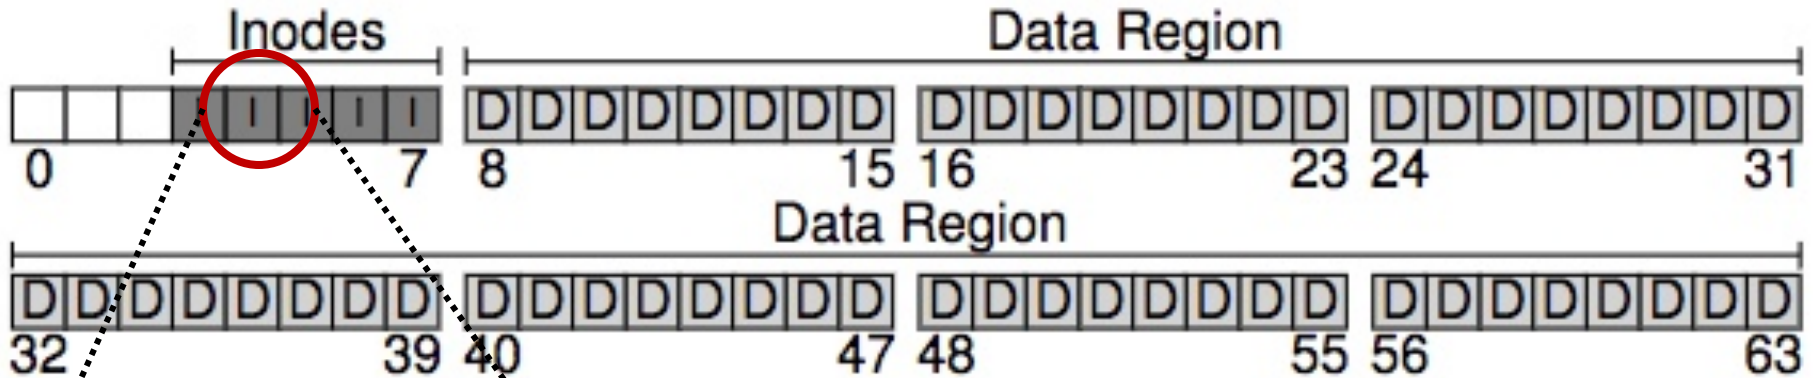 Inodes Data Region
I I I I I D D D D D D D D D D D D D D D D D D D D D D D D
0 7 8 15 16 23 24 31
Data Region
D D D D D D D D D D D D D D D D D D D D D D D D D D D D D D D D
32 39 40 47 48 55 56 63